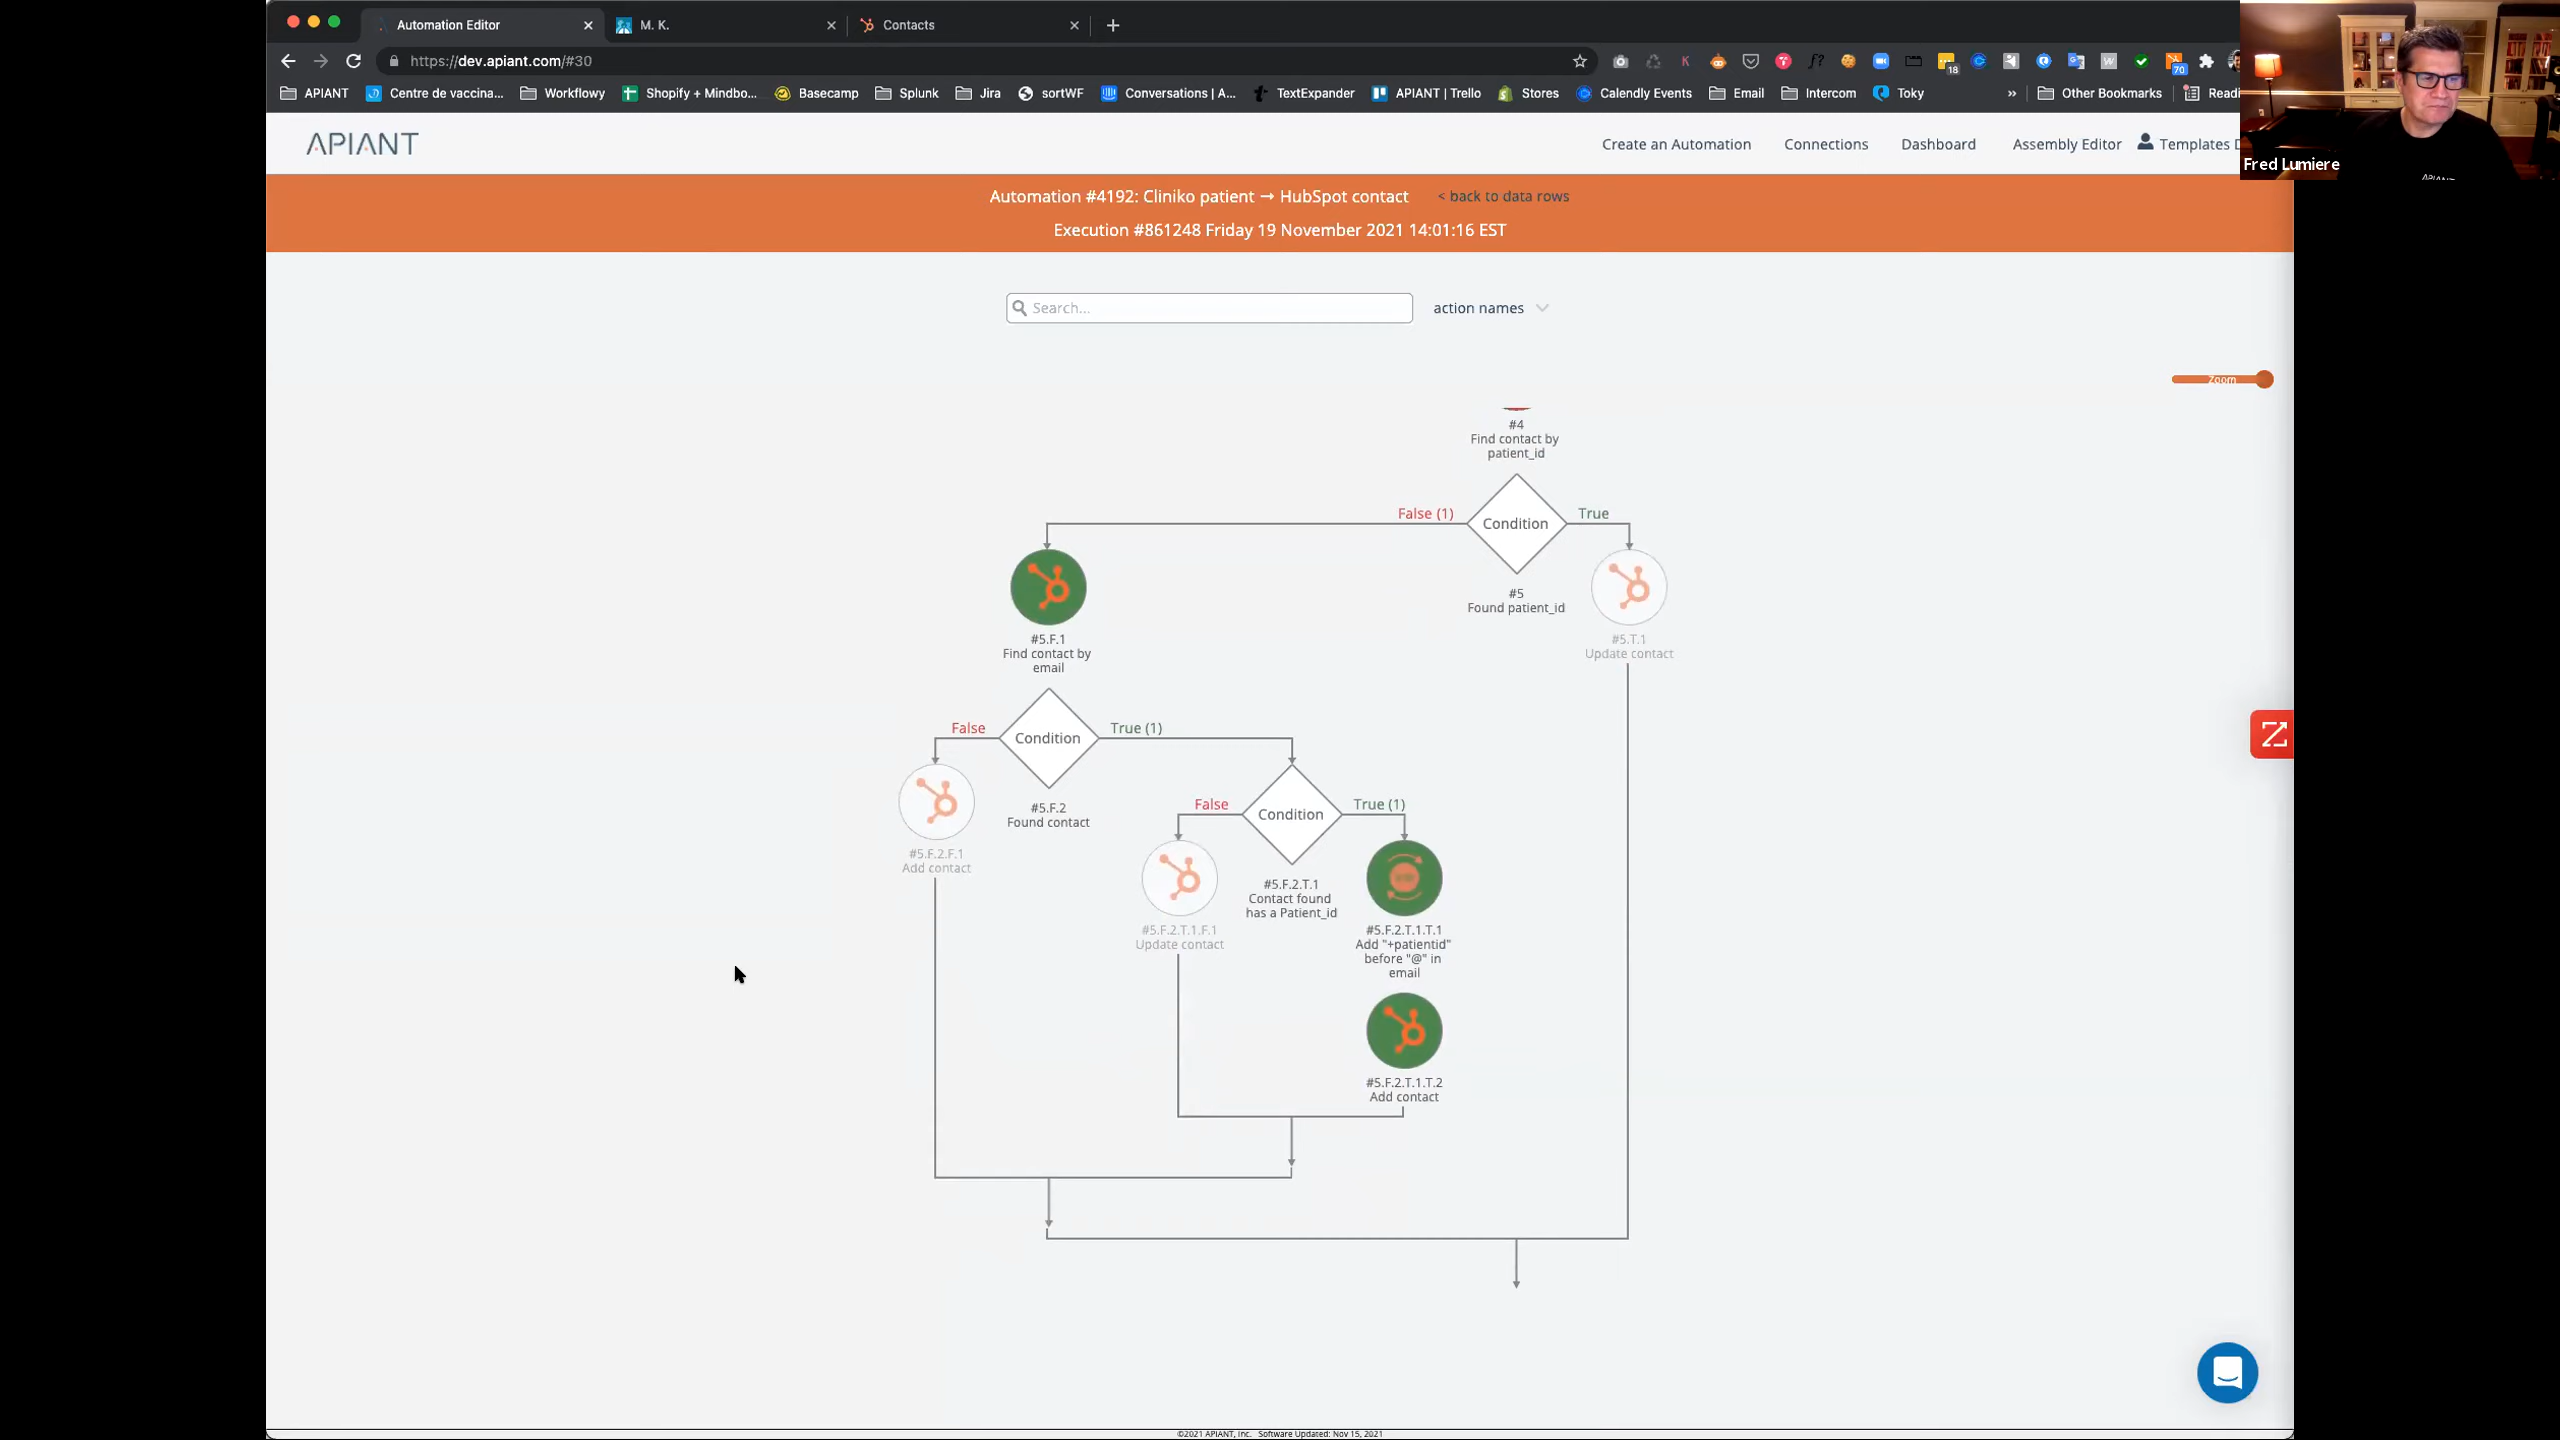 Automation Editor
M. K.
Contacts
https://dev.apiant.com/#30
18
70
APIANT
Centre de vaccina...
Workflowy
Shopify + Mindbo...
Basecamp
Splunk
Jira
sortWF
Conversations | A...
TextExpander
APIANT | Trello
Stores
Calendly Events
Email
Intercom
Toky
»
Other Bookmarks
Readi
Fred Lumiere
APIANT
Create an Automation
Connections
Dashboard
Assembly Editor
Templates D
Automation #4192: Cliniko patient → HubSpot contact
< back to data rows
Execution #861248 Friday 19 November 2021 14:01:16 EST
Search...
action names
Zoom
#4
Find contact by
patient_id
False (1)
Condition
True
#5
Found patient_id
#5.F.1
Find contact by
email
#5.T.1
Update contact
False
Condition
True (1)
#5.F.2
Found contact
#5.F.2.F.1
Add contact
False
Condition
True (1)
#5.F.2.T.1
Contact found
has a Patient_id
#5.F.2.T.1.F.1
Update contact
#5.F.2.T.1.T.1
Add "+patientid"
before "@" in
email
#5.F.2.T.1.T.2
Add contact
©2021 APIANT, Inc. Software Updated: Nov 15, 2021